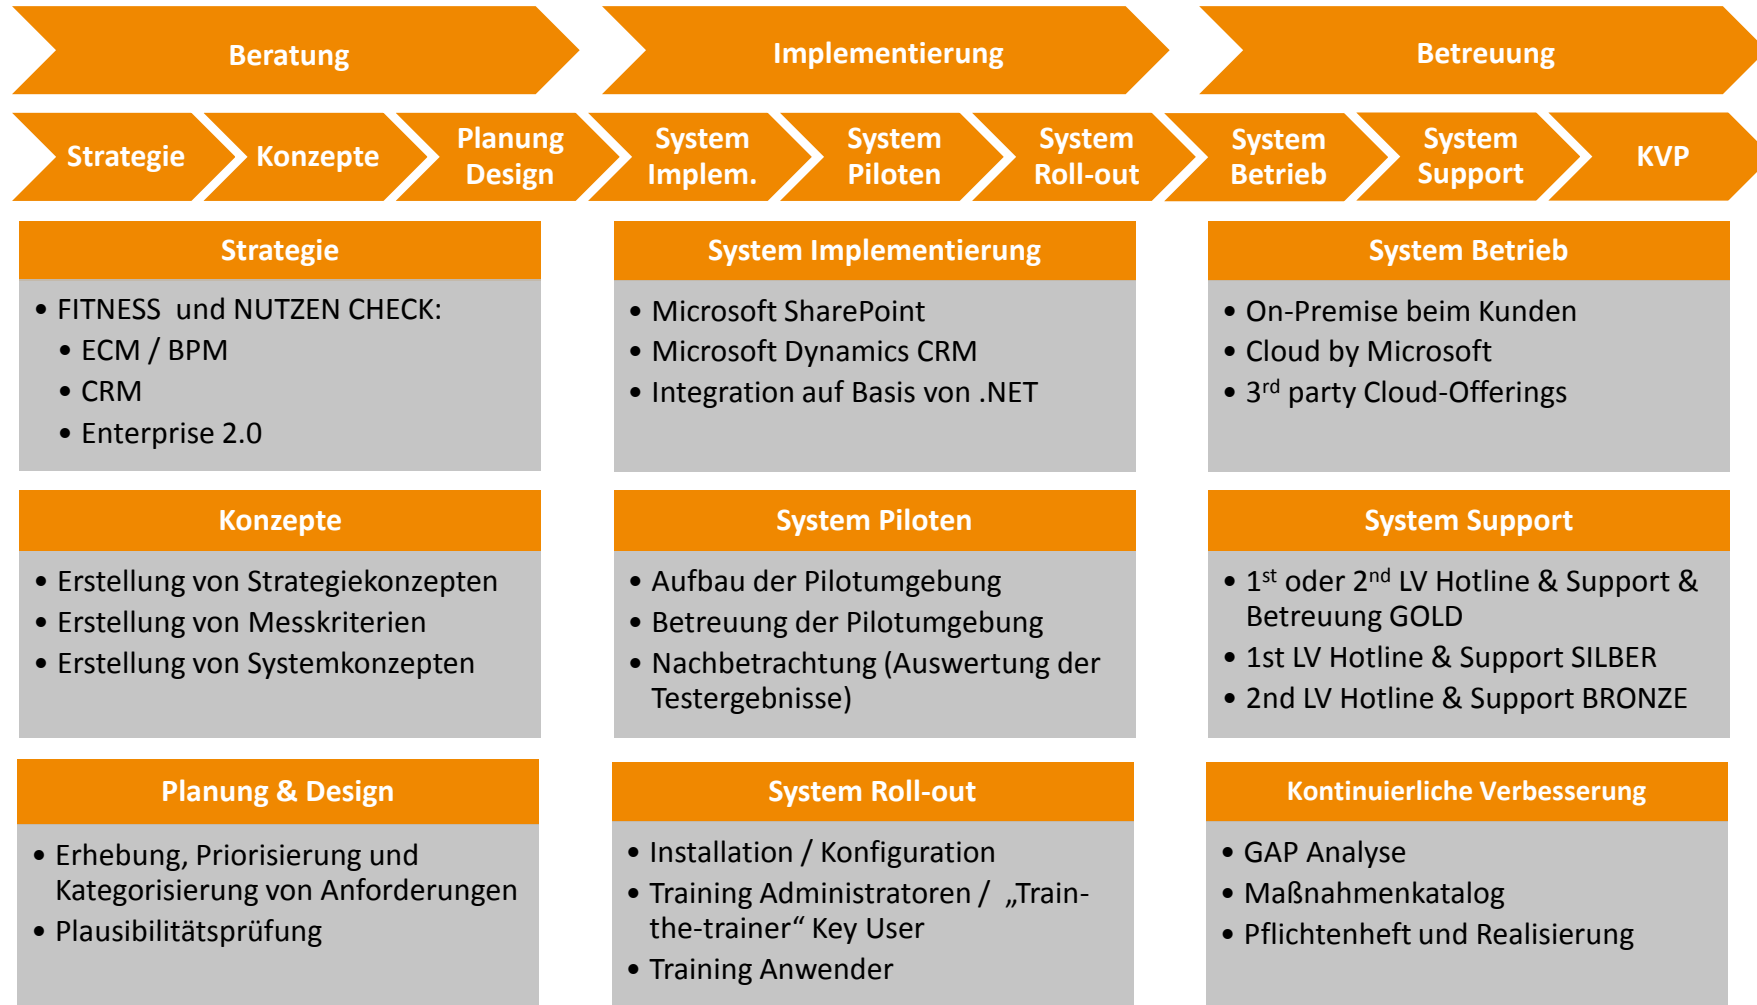 Beratung
Implementierung
Betreuung
Strategie
Konzepte
Planung
Design
System
Implem.
System
Piloten
System
Roll-out
System
Betrieb
System
Support
KVP
Strategie
• FITNESS und NUTZEN CHECK:
• ECM / BPM
• CRM
• Enterprise 2.0
System Implementierung
• Microsoft SharePoint
• Microsoft Dynamics CRM
• Integration auf Basis von .NET
System Betrieb
• On-Premise beim Kunden
• Cloud by Microsoft
• 3rd party Cloud-Offerings
Konzepte
• Erstellung von Strategiekonzepten
• Erstellung von Messkriterien
• Erstellung von Systemkonzepten
System Piloten
• Aufbau der Pilotumgebung
• Betreuung der Pilotumgebung
• Nachbetrachtung (Auswertung der
Testergebnisse)
System Support
• 1st oder 2nd LV Hotline & Support &
Betreuung GOLD
• 1st LV Hotline & Support SILBER
• 2nd LV Hotline & Support BRONZE
Planung & Design
• Erhebung, Priorisierung und
Kategorisierung von Anforderungen
• Plausibilitätsprüfung
System Roll-out
• Installation / Konfiguration
• Training Administratoren / „Train-
the-trainer“ Key User
• Training Anwender
Kontinuierliche Verbesserung
• GAP Analyse
• Maßnahmenkatalog
• Pflichtenheft und Realisierung